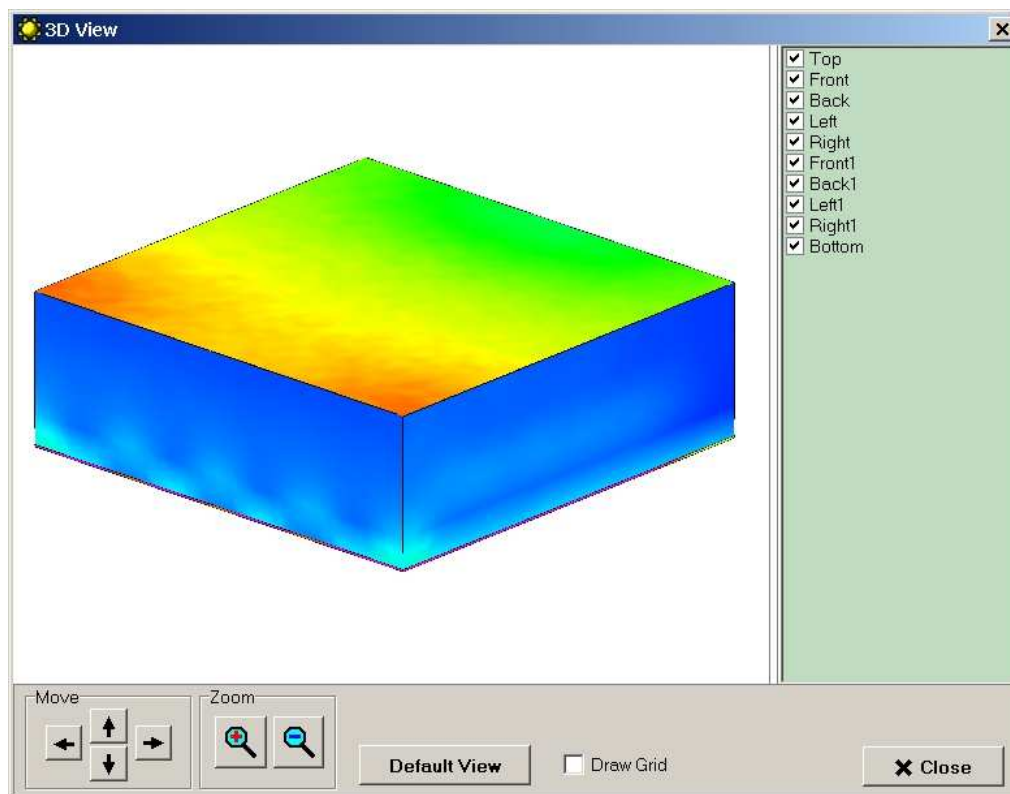 3D View
Top
Front
Back
Left
Right
Front1
Back1
Left1
Right1
Bottom
Move
Zoom
Default View
Draw Grid
Close